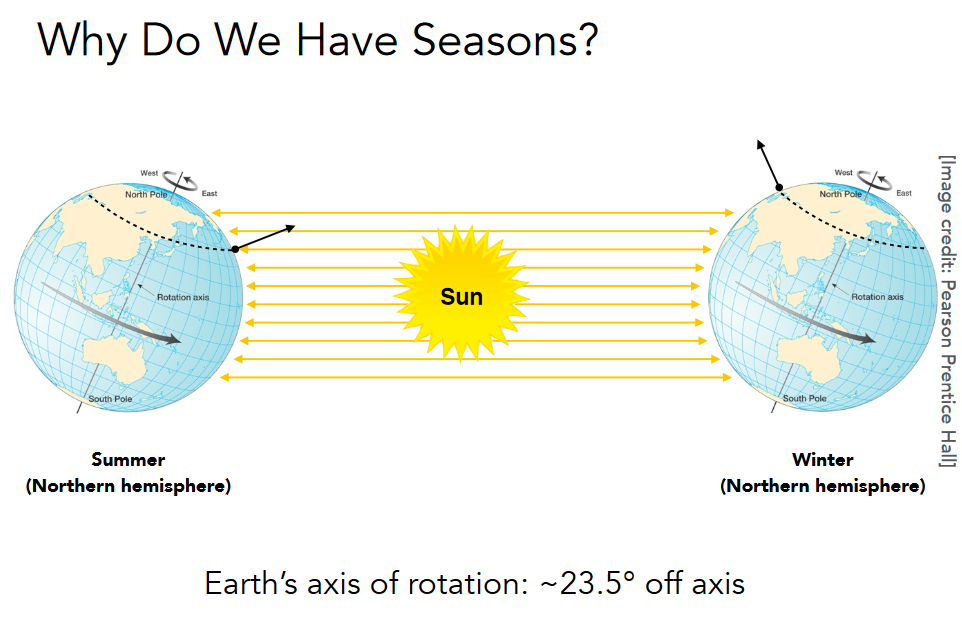 Why Do We Have Seasons?
West
North Pole
East
Rotation axis
South Pole
Sun
West
North Pole
East
Rotation axis
South Pole
[Image credit: Pearson Prentice Hall]
Summer
(Northern hemisphere)
Winter
(Northern hemisphere)
Earth's axis of rotation: ~23.5° off axis